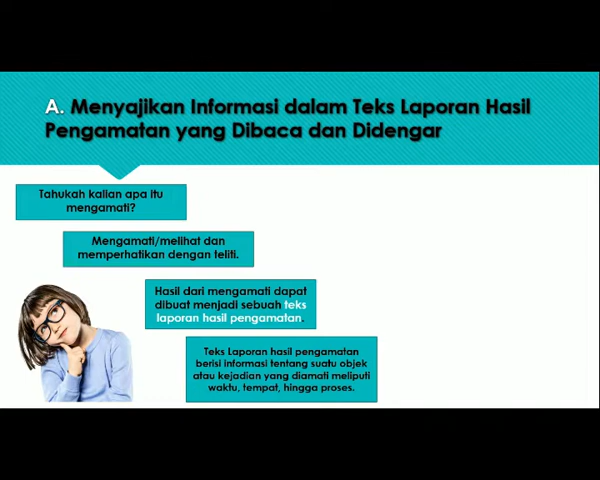 A. Menyajikan Informasi dalam Teks Laporan Hasil
Pengamatan yang Dibaca dan Didengar
Tahukah kalian apa itu
mengamati?
Mengamati/melihat dan
memperhatikan dengan teliti.
Hasil dari mengamati dapat
dibuat menjadi sebuah teks
laporan hasil pengamatan.
Teks Laporan hasil pengamatan
berisi informasi tentang suatu objek
atau kejadian yang diamati meliputi
waktu, tempat, hingga proses.